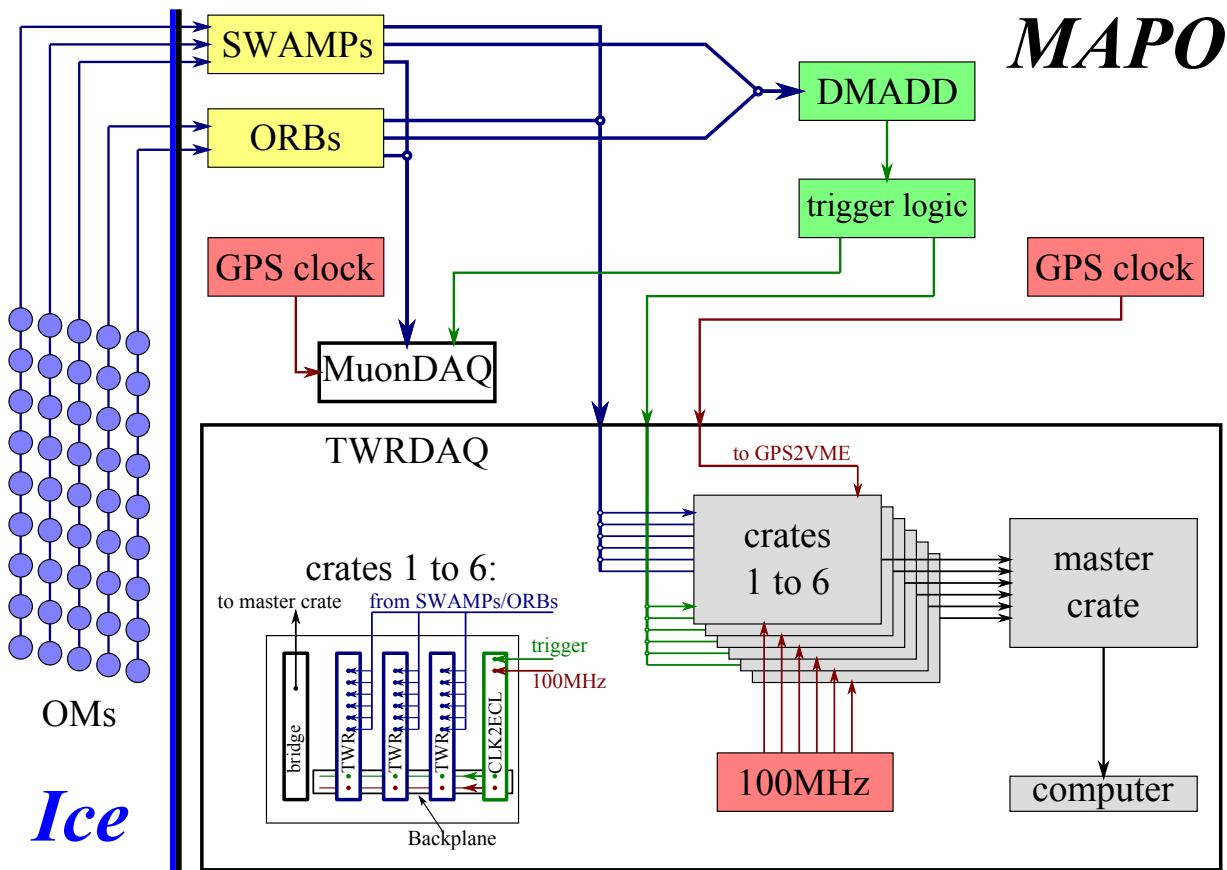 SWAMPs
MAPO
DMADD
ORBs
trigger logic
GPS clock
GPS clock
MuonDAQ
TWRDAQ
to GPS2VME
crates
1 to 6
master
crate
crates 1 to 6:
to master crate
from SWAMPs/ORBs
trigger
100MHz
bridge
TWR
TWR
TWR
CLK2ECL
Backplane
OMs
100MHz
computer
Ice